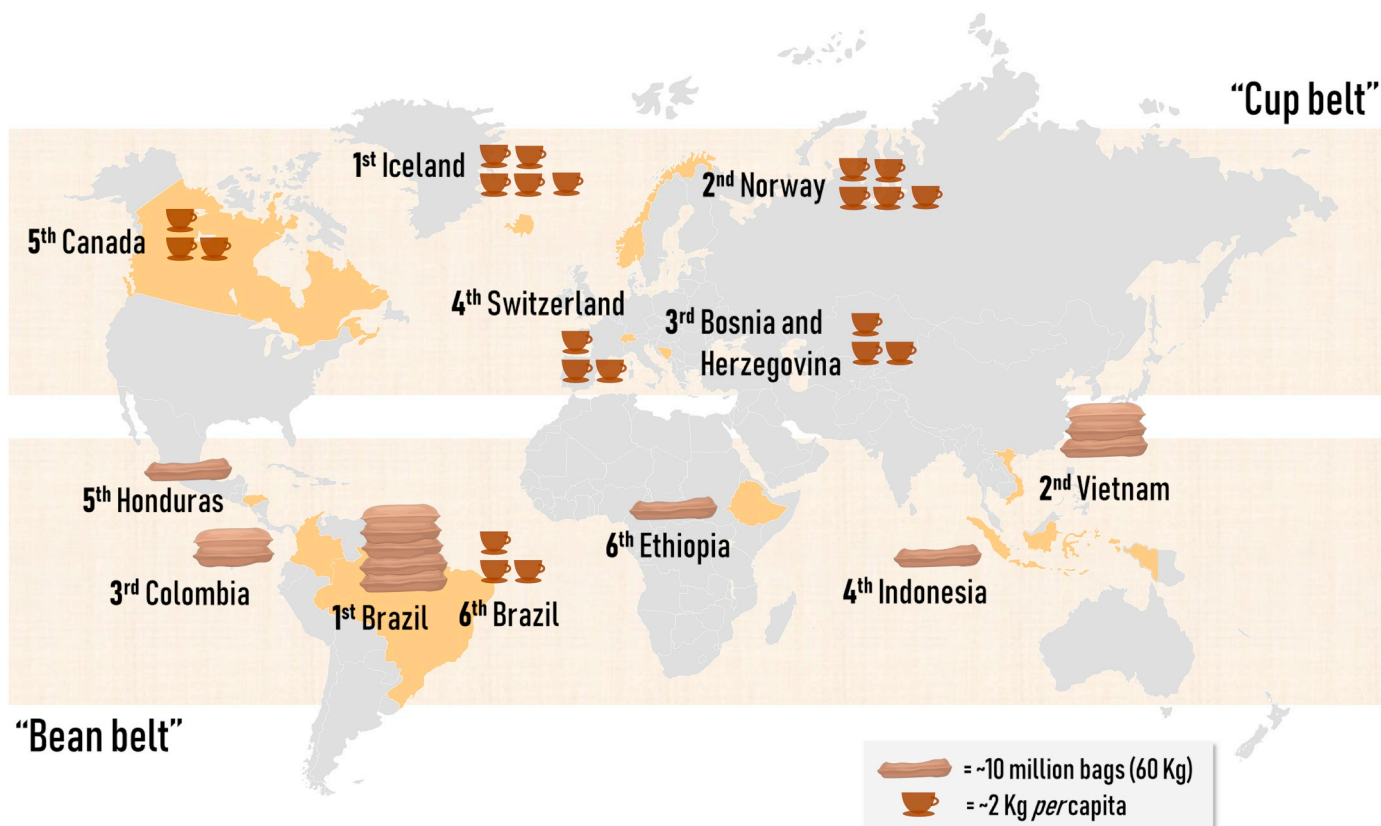 “Cup belt”
1st Iceland
2nd Norway
5th Canada
4th Switzerland
3rd Bosnia and
Herzegovina
5th Honduras
2nd Vietnam
6th Ethiopia
3rd Colombia
4th Indonesia
1st Brazil
6th Brazil
“Bean belt”
= ~10 million bags (60 Kg)
= ~2 Kg per capita